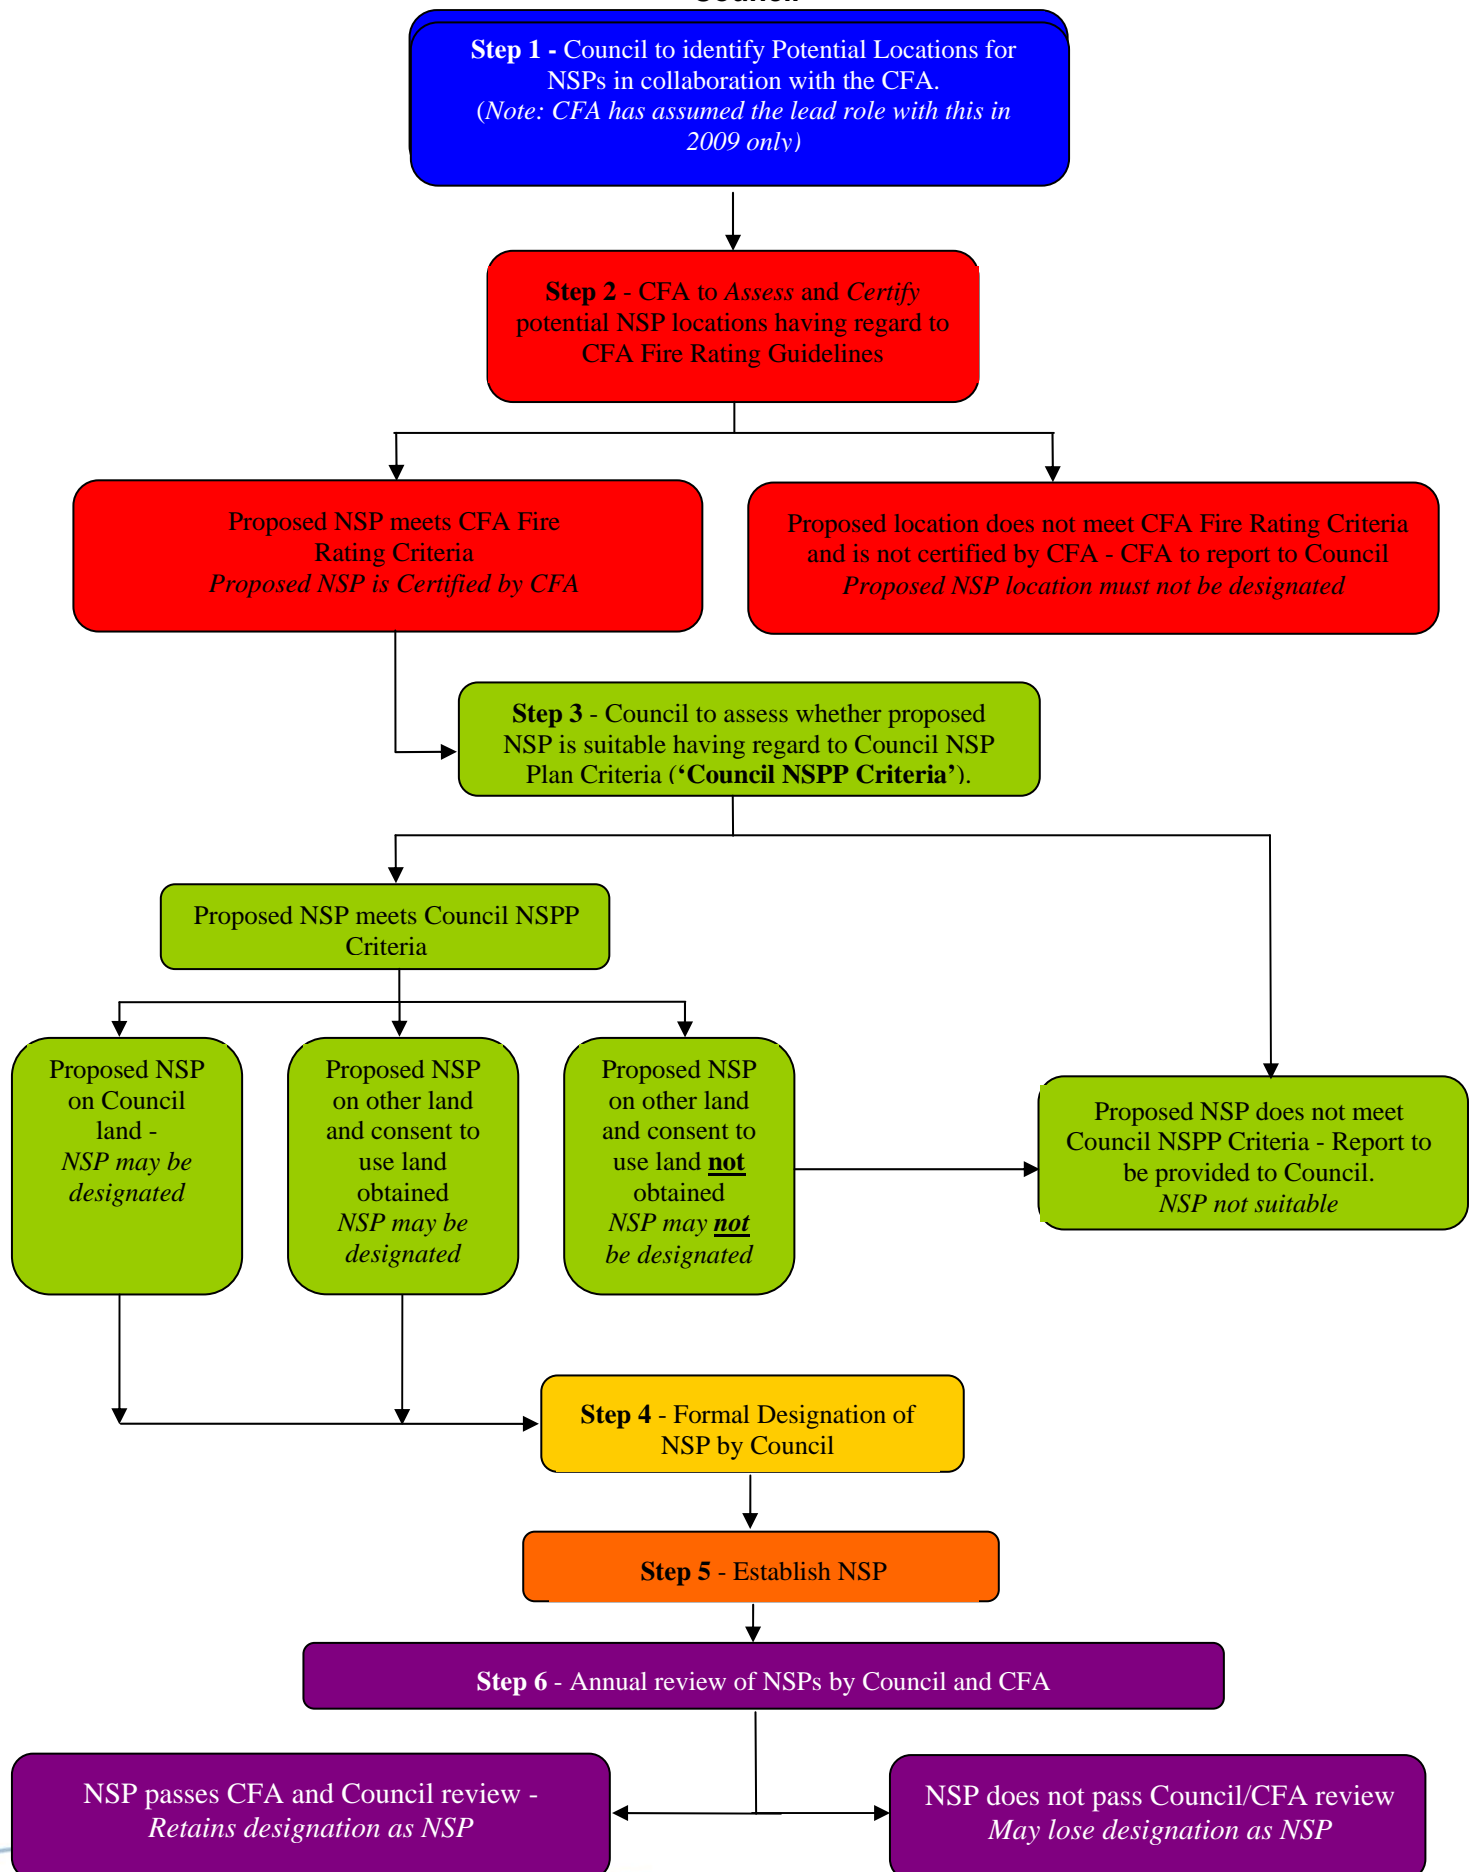 Council
Step 1 - Council to identify Potential Locations for
NSPs in collaboration with the CFA.
(Note: CFA has assumed the lead role with this in
2009 only)
Step 2 - CFA to Assess and Certify
potential NSP locations having regard to
CFA Fire Rating Guidelines
Proposed NSP meets CFA Fire
Rating Criteria
Proposed NSP is Certified by CFA
Proposed location does not meet CFA Fire Rating Criteria
and is not certified by CFA - CFA to report to Council
Proposed NSP location must not be designated
Step 3 - Council to assess whether proposed
NSP is suitable having regard to Council NSP
Plan Criteria (‘Council NSPP Criteria’).
Proposed NSP meets Council NSPP
Criteria
Proposed NSP
on Council
land -
NSP may be
designated
Proposed NSP
on other land
and consent to
use land
obtained
NSP may be
designated
Proposed NSP
on other land
and consent to
use land not
obtained
NSP may not
be designated
Proposed NSP does not meet
Council NSPP Criteria - Report to
be provided to Council.
NSP not suitable
Step 4 - Formal Designation of
NSP by Council
Step 5 - Establish NSP
Step 6 - Annual review of NSPs by Council and CFA
NSP passes CFA and Council review -
Retains designation as NSP
NSP does not pass Council/CFA review
May lose designation as NSP